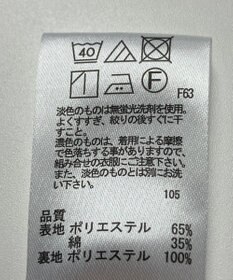 40
F
F63
淡色のものは無蛍光洗剤を使用。
よくすすぎ、絞りの後すぐに干
すこと。
濃色のものは、着用による摩擦
で色落ちする事がありますので、
組み合せの衣服にご注意下さい。
また、淡色のものとは別にお洗
い下さい。
105
品質
表地 ポリエステル 65%
綿 35%
裏地 ポリエステル 100%